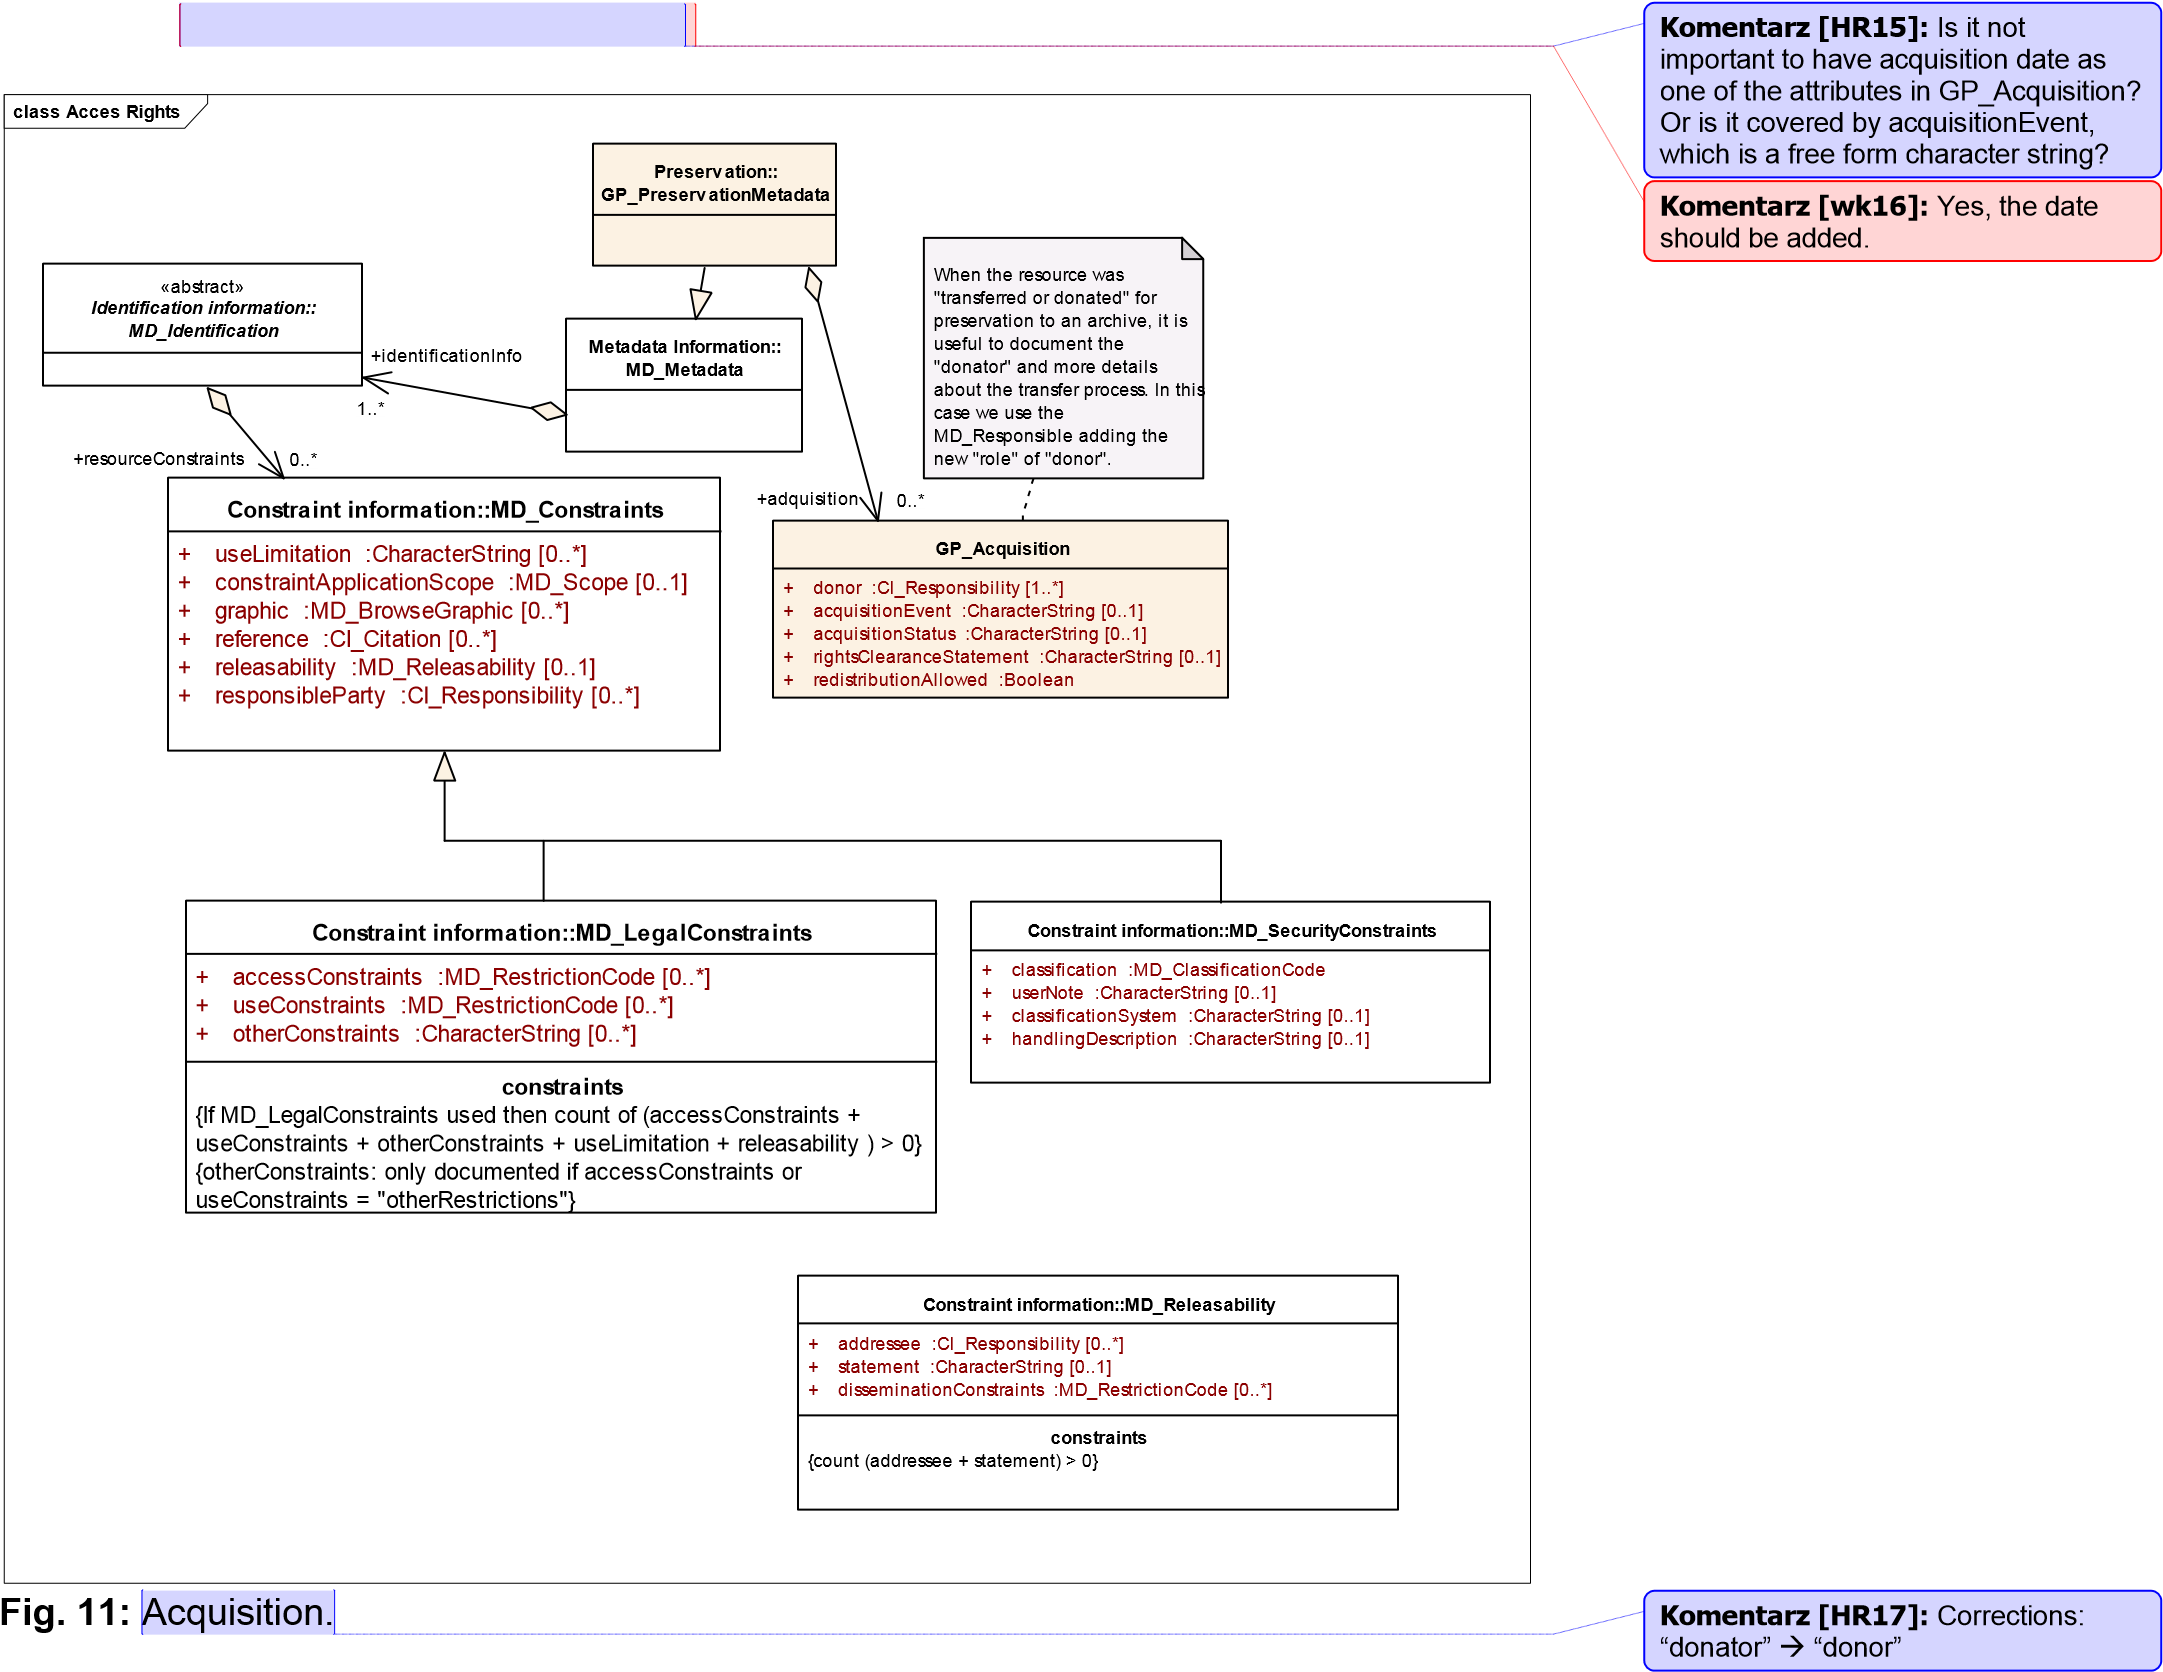 Komentarz [HR15]: Is it not
important to have acquisition date as
one of the attributes in GP_Acquisition?
Or is it covered by acquisitionEvent,
which is a free form character string?
Komentarz [wk16]: Yes, the date
should be added.
class Acces Rights
Preservation::
GP_PreservationMetadata
«abstract»
Identification information::
MD_Identification
+identificationInfo
1..*
Metadata Information::
MD_Metadata
When the resource was
"transferred or donated" for
preservation to an archive, it is
useful to document the
"donator" and more details
about the transfer process. In this
case we use the
MD_Responsible adding the
new "role" of "donor".
+resourceConstraints
0..*
+adquisition
0..*
Constraint information::MD_Constraints
+ useLimitation :CharacterString [0..*]
+ constraintApplicationScope :MD_Scope [0..1]
+ graphic :MD_BrowseGraphic [0..*]
+ reference :CI_Citation [0..*]
+ releasability :MD_Releasability [0..1]
+ responsibleParty :CI_Responsibility [0..*]
GP_Acquisition
+ donor :CI_Responsibility [1..*]
+ acquisitionEvent :CharacterString [0..1]
+ acquisitionStatus :CharacterString [0..1]
+ rightsClearanceStatement :CharacterString [0..1]
+ redistributionAllowed :Boolean
Constraint information::MD_LegalConstraints
+ accessConstraints :MD_RestrictionCode [0..*]
+ useConstraints :MD_RestrictionCode [0..*]
+ otherConstraints :CharacterString [0..*]
constraints
{If MD_LegalConstraints used then count of (accessConstraints +
useConstraints + otherConstraints + useLimitation + releasability ) > 0}
{otherConstraints: only documented if accessConstraints or
useConstraints = "otherRestrictions"}
Constraint information::MD_SecurityConstraints
+ classification :MD_ClassificationCode
+ userNote :CharacterString [0..1]
+ classificationSystem :CharacterString [0..1]
+ handlingDescription :CharacterString [0..1]
Constraint information::MD_Releasability
+ addressee :CI_Responsibility [0..*]
+ statement :CharacterString [0..1]
+ disseminationConstraints :MD_RestrictionCode [0..*]
constraints
{count (addressee + statement) > 0}
Fig. 11: Acquisition.
Komentarz [HR17]: Corrections:
“donator” → “donor”